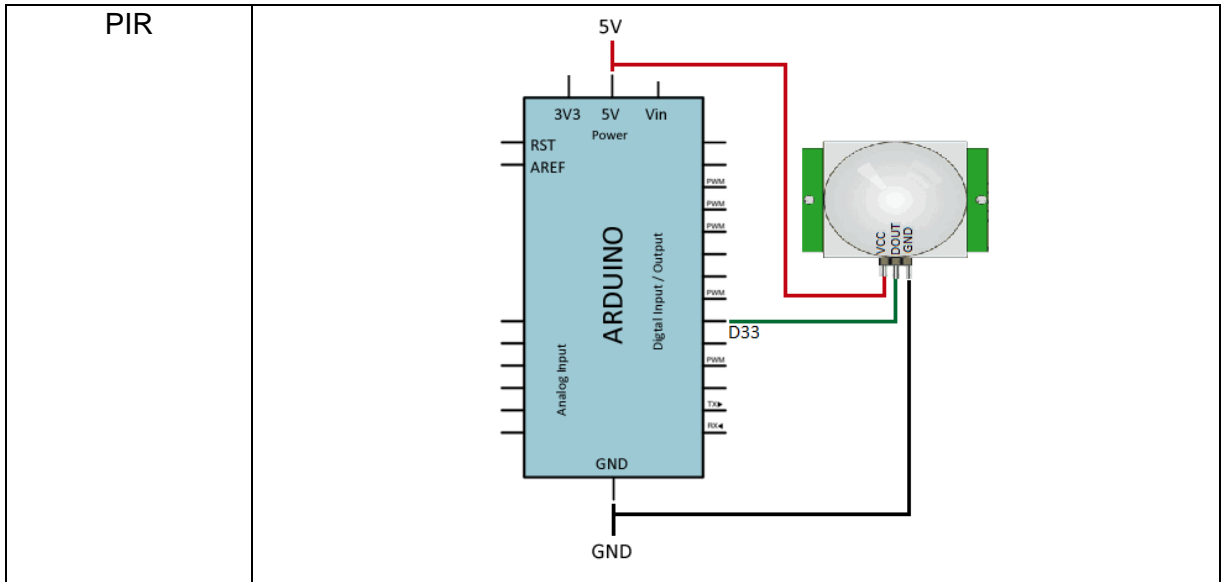 PIR
5V
3V3 5V Vin
Power
RST
AREF
PWM
PWM
PWM
ARDUINO
Digtal Input / Output
PWM
D33
PWM
Analog Input
TX▶
RX◀
GND
GND
VCC
DOUT
GND